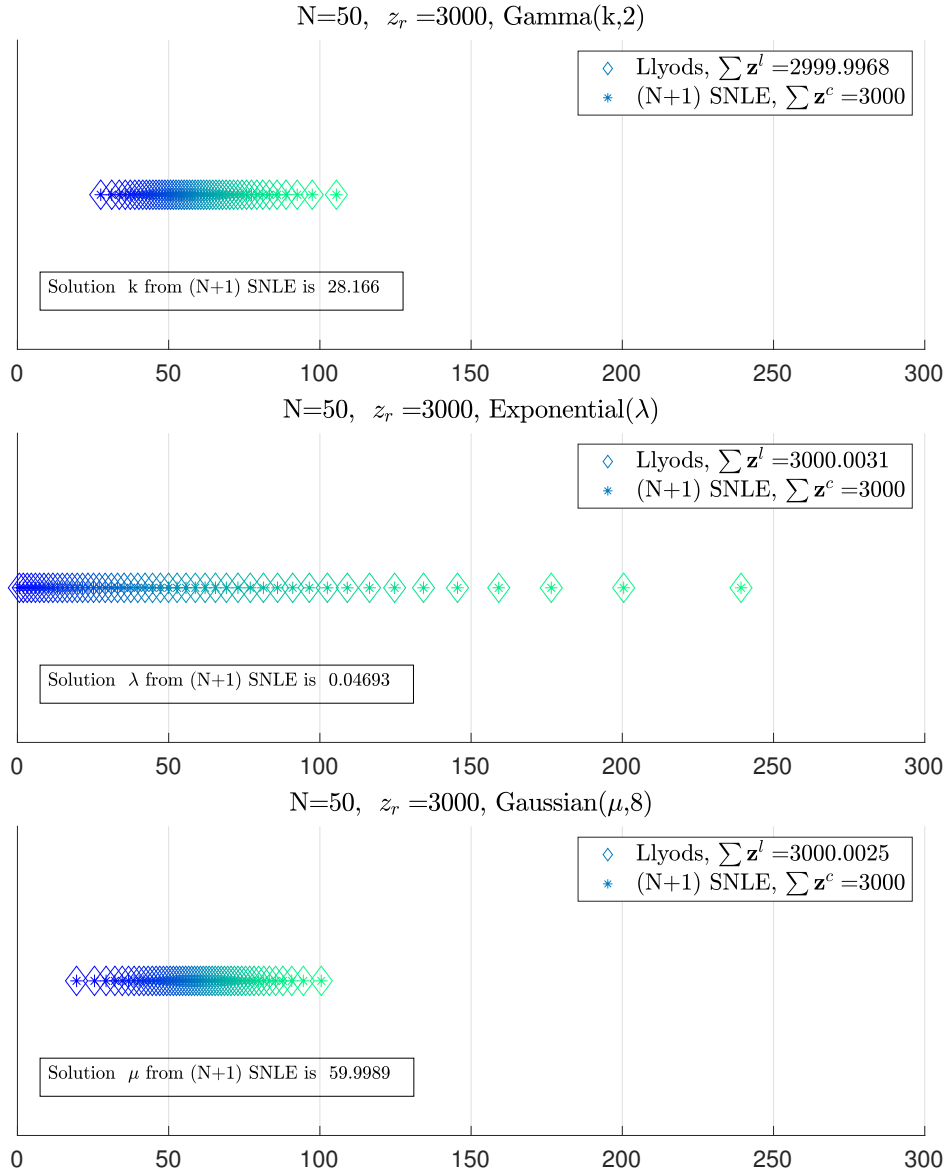 N=50, z_r =3000, Gamma(k,2)
Llyods, ∑ z^l =2999.9968
(N+1) SNLE, ∑ z^c =3000
Solution k from (N+1) SNLE is 28.166
0 50 100 150 200 250 300
N=50, z_r =3000, Exponential(λ)
Llyods, ∑ z^l =3000.0031
(N+1) SNLE, ∑ z^c =3000
Solution λ from (N+1) SNLE is 0.04693
0 50 100 150 200 250 300
N=50, z_r =3000, Gaussian(μ,8)
Llyods, ∑ z^l =3000.0025
(N+1) SNLE, ∑ z^c =3000
Solution μ from (N+1) SNLE is 59.9989
0 50 100 150 200 250 300